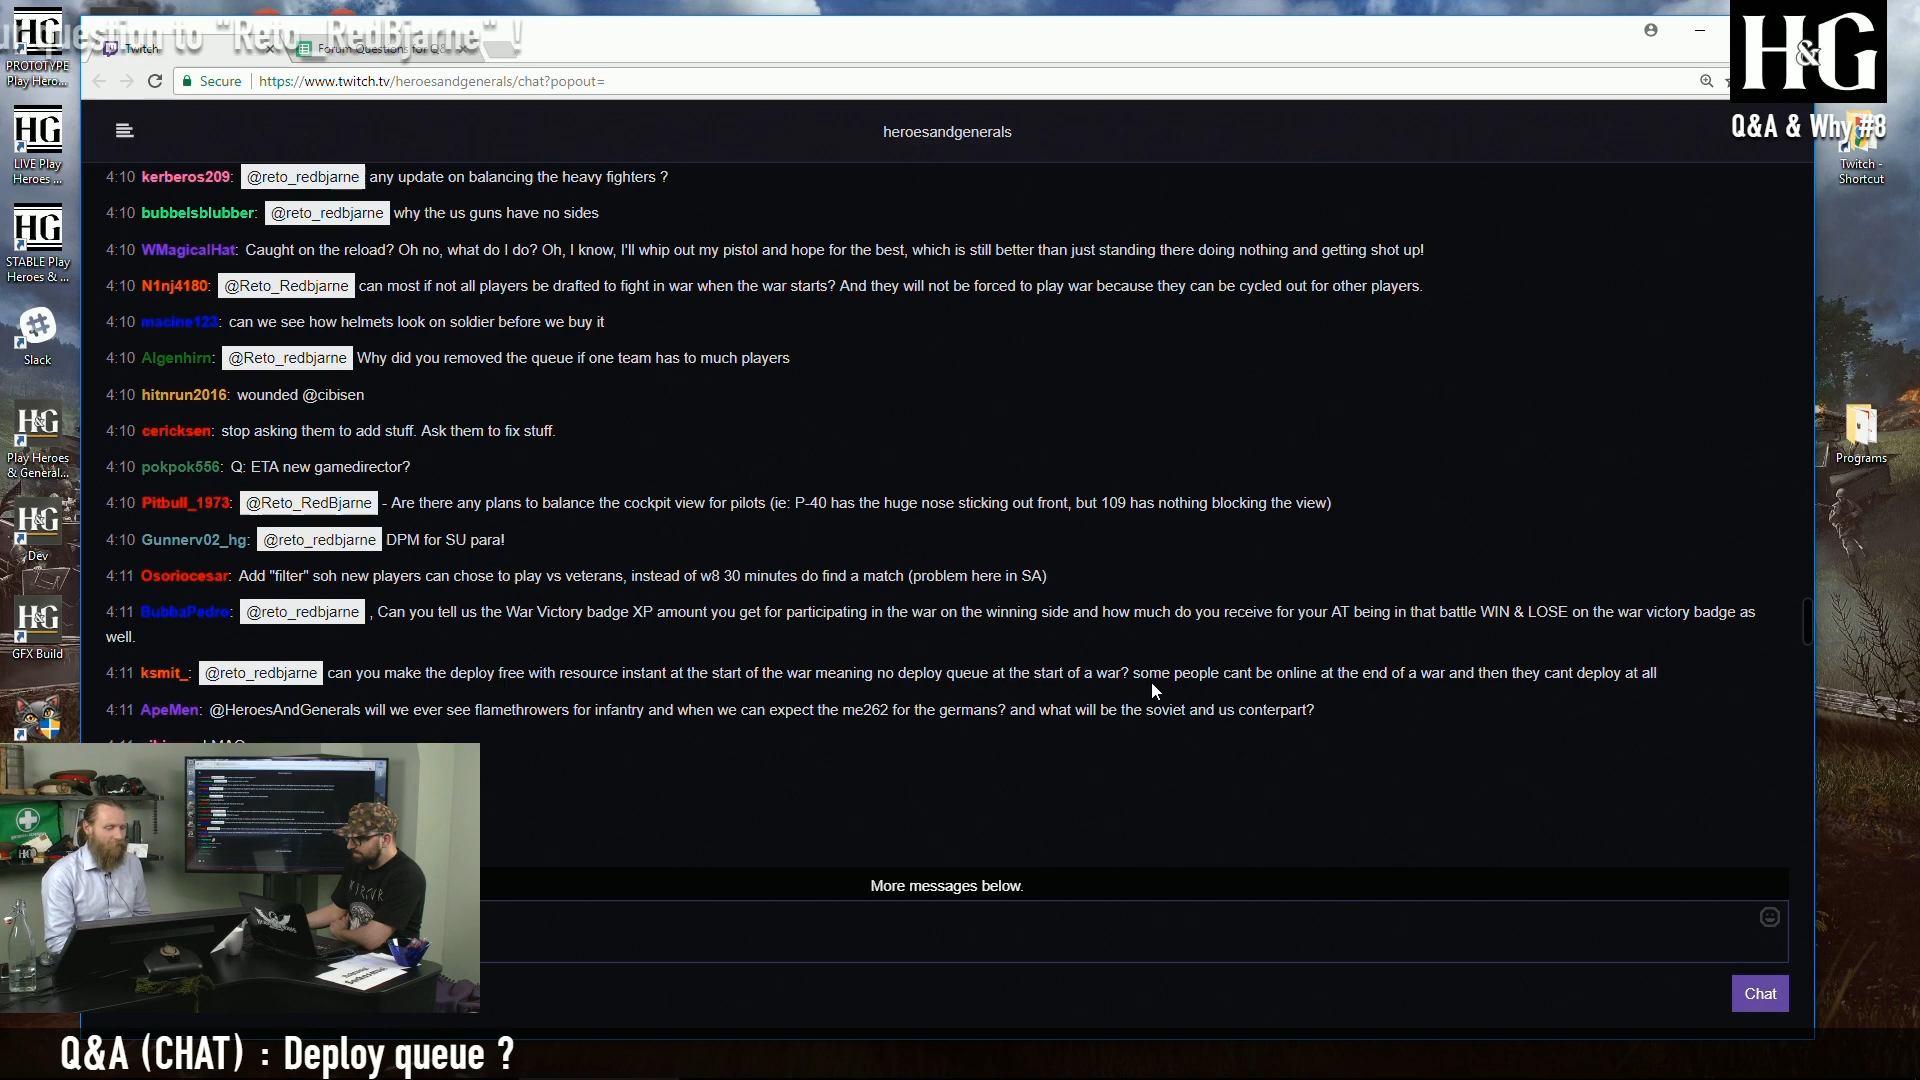 question to "Reto_RedBjarne" !
Twitch
Forum Questions for Q&
Secure
https://www.twitch.tv/heroesandgenerals/chat?popout=
H&G
Q&A & Why #8
heroesandgenerals
4:10 kerberos209: @reto_redbjarne any update on balancing the heavy fighters ?
4:10 bubbelsblubber: @reto_redbjarne why the us guns have no sides
4:10 WMagicalHat: Caught on the reload? Oh no, what do I do? Oh, I know, I'll whip out my pistol and hope for the best, which is still better than just standing there doing nothing and getting shot up!
4:10 N1nj4180: @Reto_Redbjarne can most if not all players be drafted to fight in war when the war starts? And they will not be forced to play war because they can be cycled out for other players.
4:10 macine123: can we see how helmets look on soldier before we buy it
4:10 Algenhirn: @Reto_redbjarne Why did you removed the queue if one team has to much players
4:10 hitnrun2016: wounded @cibisen
4:10 cericksen: stop asking them to add stuff. Ask them to fix stuff.
4:10 pokpok556: Q: ETA new gamedirector?
4:10 Pitbull_1973: @Reto_RedBjarne - Are there any plans to balance the cockpit view for pilots (ie: P-40 has the huge nose sticking out front, but 109 has nothing blocking the view)
4:10 Gunnerv02_hg: @reto_redbjarne DPM for SU para!
4:11 Osoriocesar: Add "filter" soh new players can chose to play vs veterans, instead of w8 30 minutes do find a match (problem here in SA)
4:11 BubbaPedro: @reto_redbjarne , Can you tell us the War Victory badge XP amount you get for participating in the war on the winning side and how much do you receive for your AT being in that battle WIN & LOSE on the war victory badge as
well.
4:11 ksmit_: @reto_redbjarne can you make the deploy free with resource instant at the start of the war meaning no deploy queue at the start of a war? some people cant be online at the end of a war and then they cant deploy at all
4:11 ApeMen: @HeroesAndGenerals will we ever see flamethrowers for infantry and when we can expect the me262 for the germans? and what will be the soviet and us conterpart?
More messages below.
Chat
HG
PROTOTYPE
Play Hero...
HG
LIVE Play
Heroes ...
HG
STABLE Play
Heroes & ...
Slack
H&G
Play Heroes
& General...
H&G
Dev
H&G
GFX Build
Twitch -
Shortcut
Programs
Q&A (CHAT) : Deploy queue ?